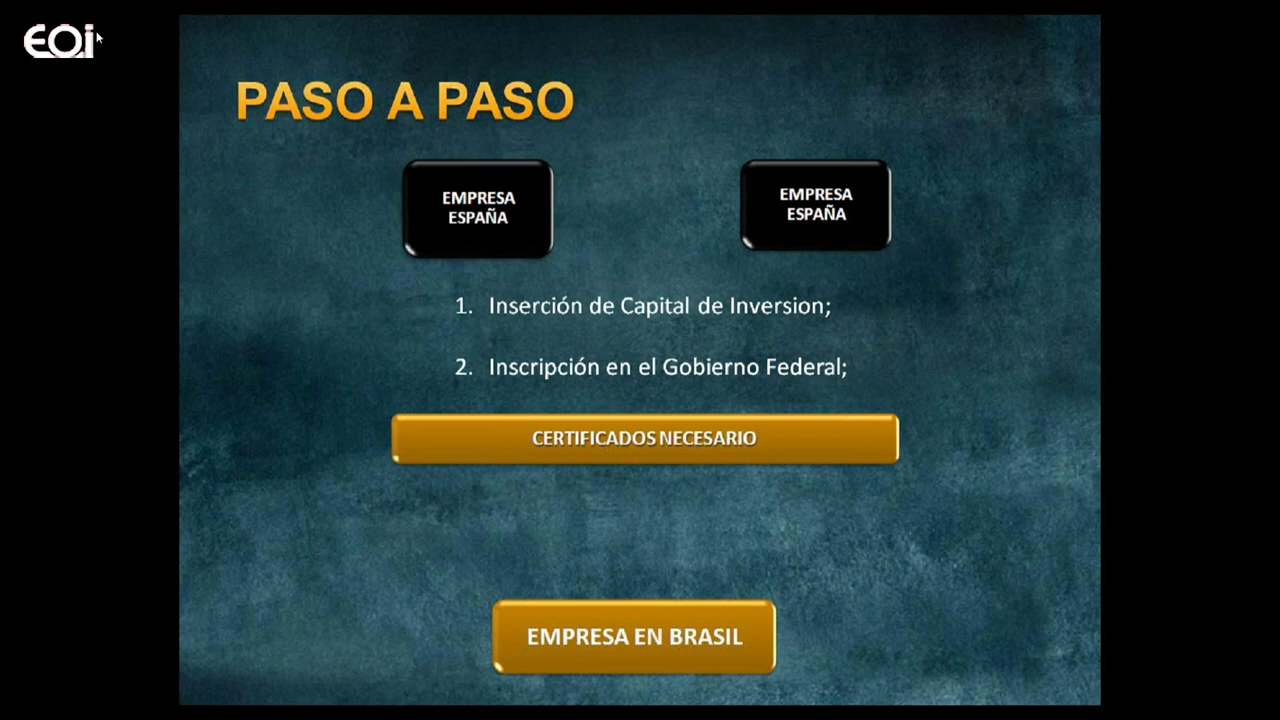 EOi
PASO A PASO
EMPRESA
ESPAÑA
EMPRESA
ESPAÑA
1. Inserción de Capital de Inversion;
2. Inscripción en el Gobierno Federal;
CERTIFICADOS NECESARIO
EMPRESA EN BRASIL